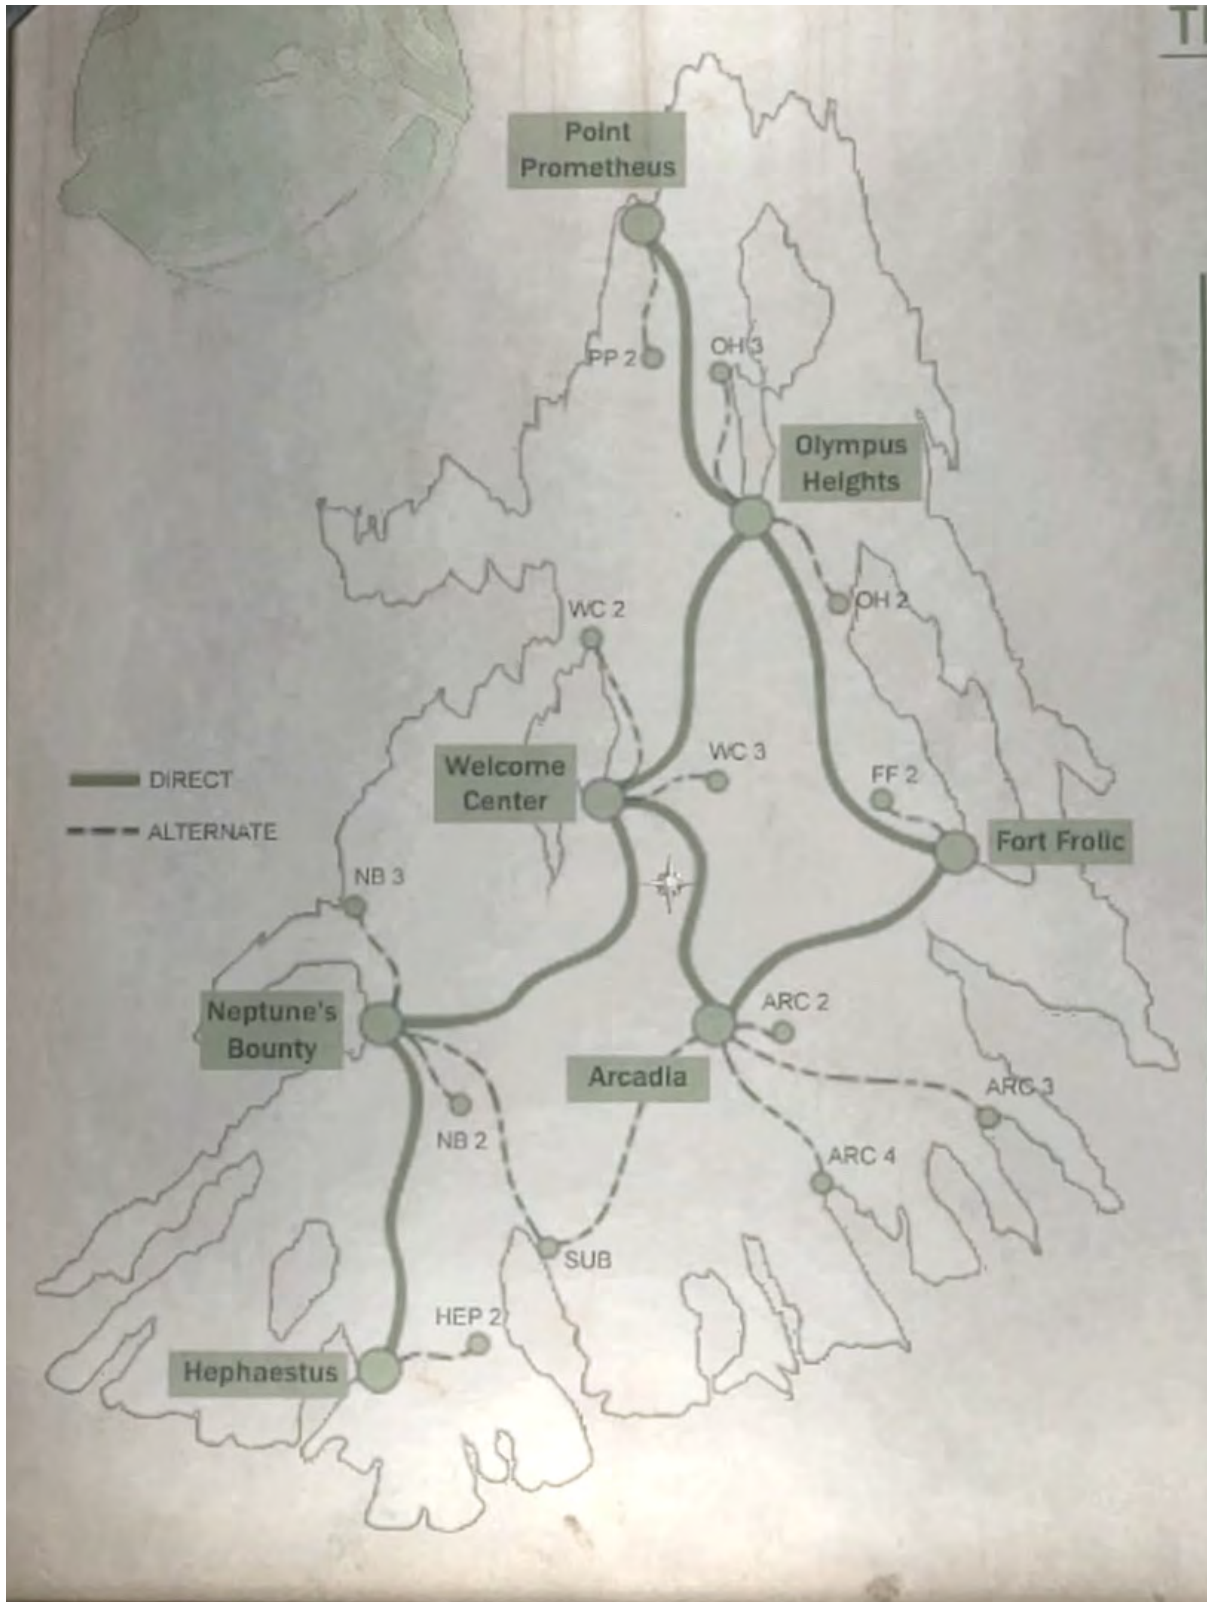 Point
Prometheus
PP 2
OH 3
Olympus
Heights
OH 2
WC 2
Welcome
Center
WC 3
FF 2
DIRECT
ALTERNATE
Fort Frolic
NB 3
Neptune's
Bounty
ARC 2
Arcadia
ARC 3
NB 2
ARC 4
SUB
HEP 2
Hephaestus